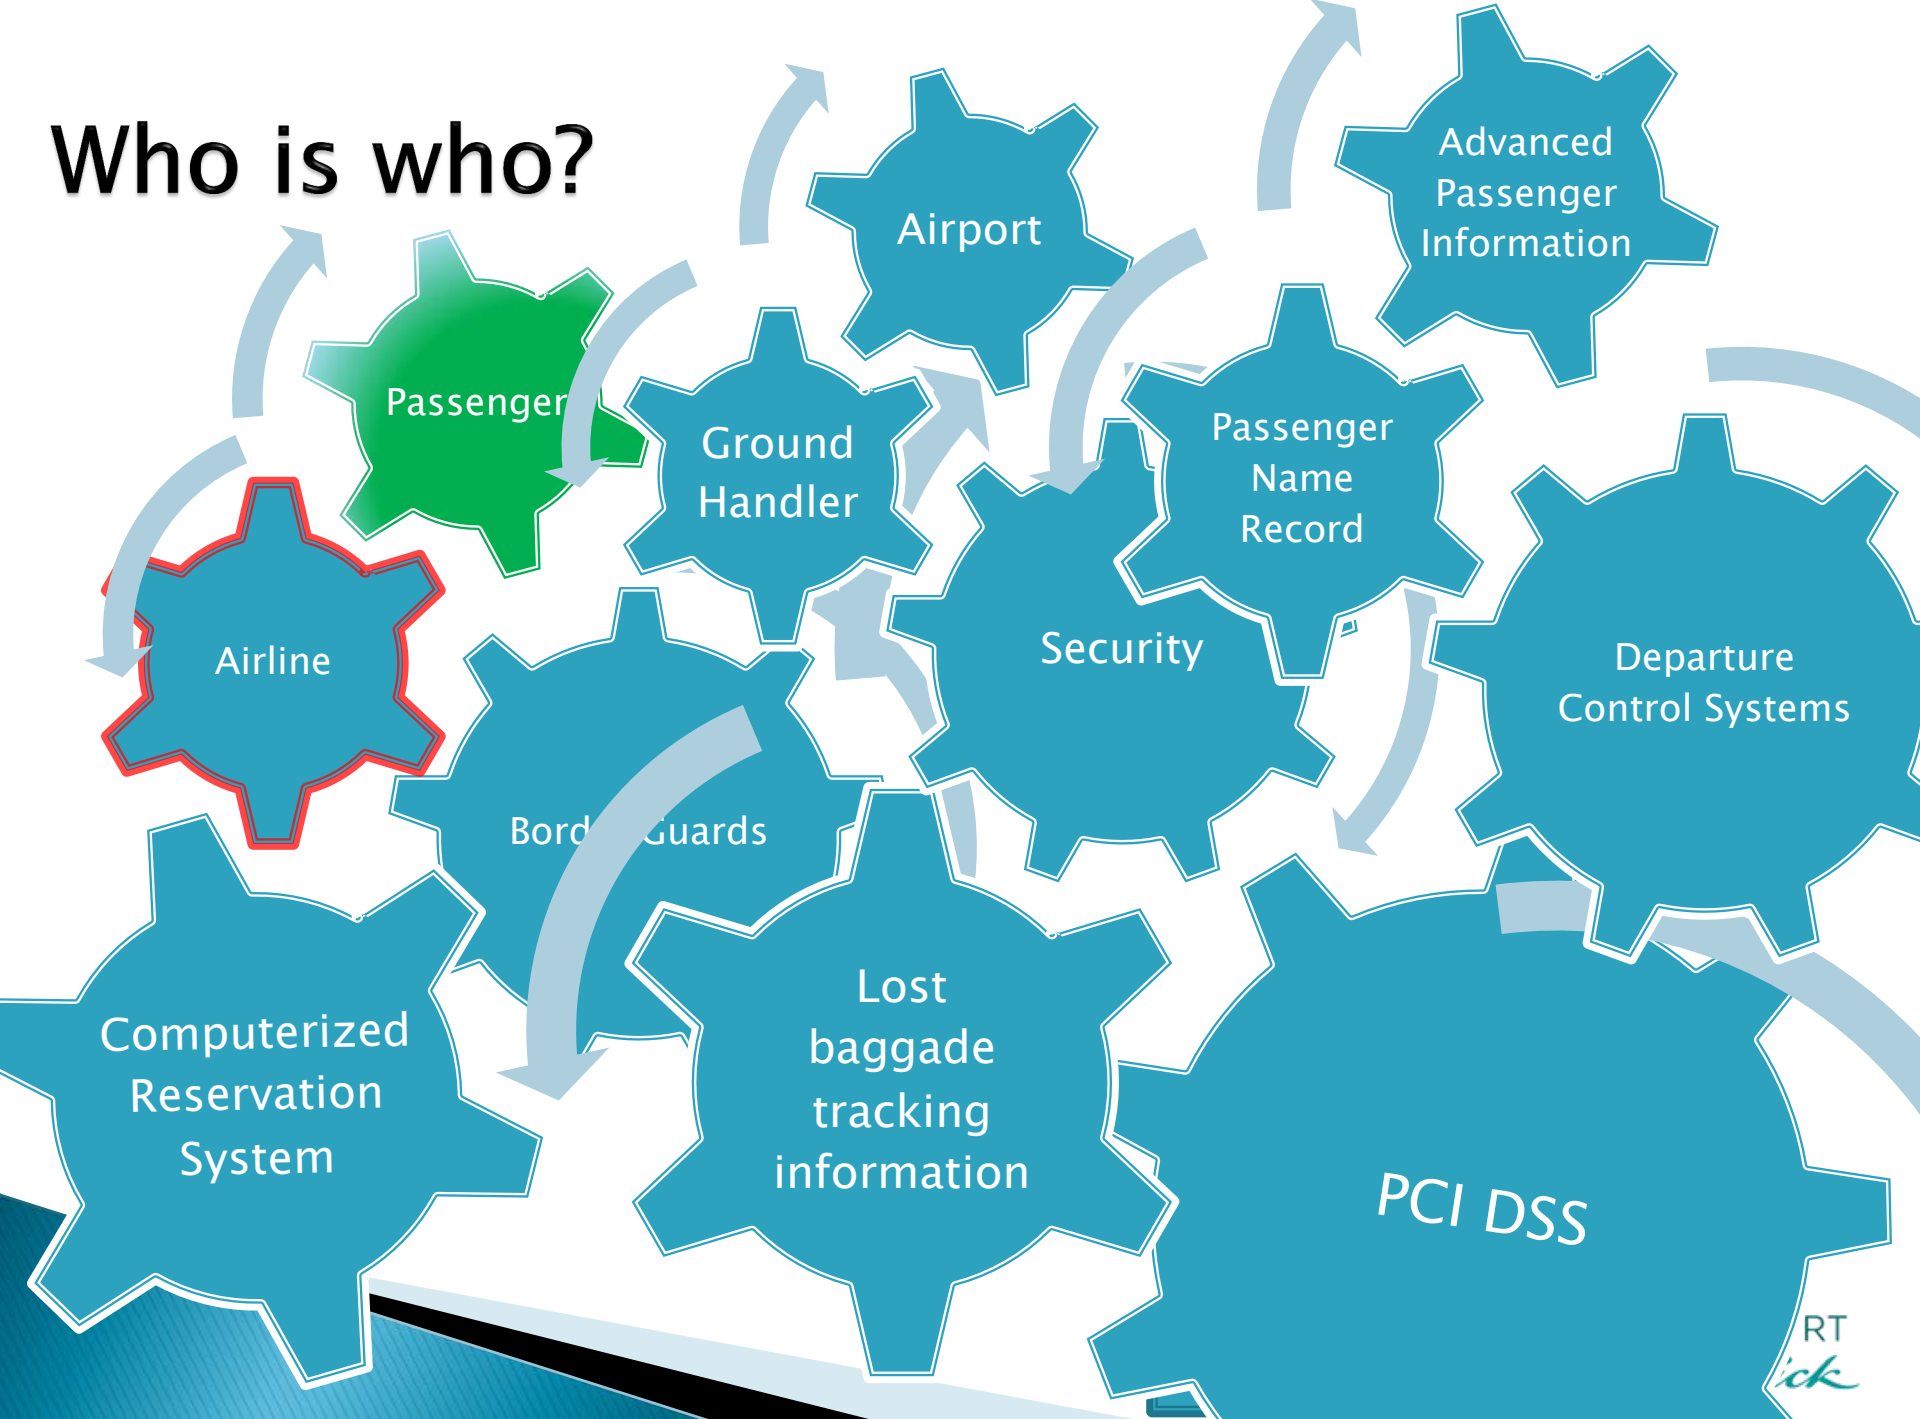 Who is who?
Advanced
Passenger
Information
Airport
Passenger
Ground
Handler
Passenger
Name
Record
Airline
Security
Departure
Control Systems
Guards
Computerized
Reservation
System
Lost
baggade
tracking
information
PCI DSS
RT
ick